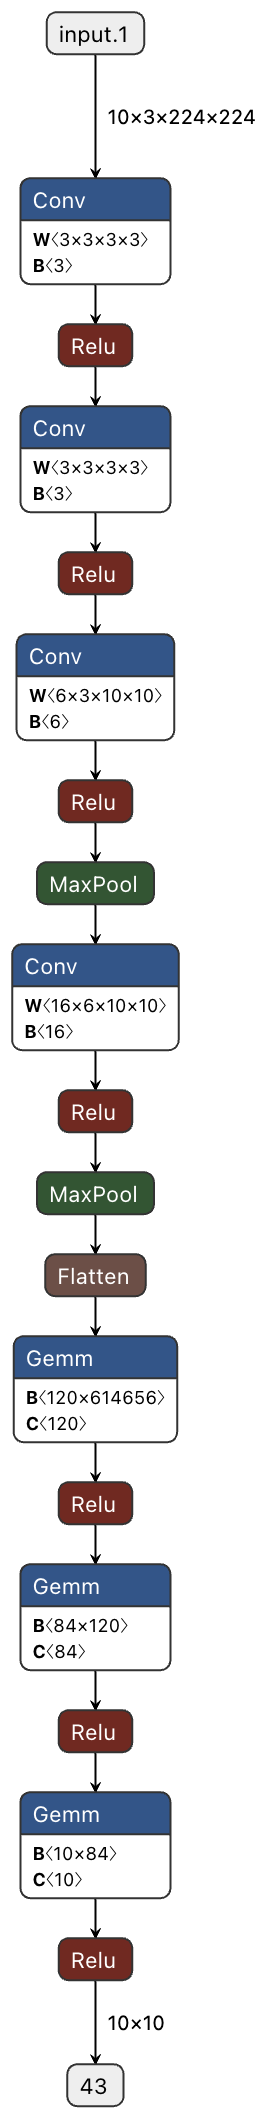 input.1
10×3×224×224
Conv
W〈3×3×3×3〉
B〈3〉
Relu
Conv
W〈3×3×3×3〉
B〈3〉
Relu
Conv
W〈6×3×10×10〉
B〈6〉
Relu
MaxPool
Conv
W〈16×6×10×10〉
B〈16〉
Relu
MaxPool
Flatten
Gemm
B〈120×614656〉
C〈120〉
Relu
Gemm
B〈84×120〉
C〈84〉
Relu
Gemm
B〈10×84〉
C〈10〉
Relu
10×10
43